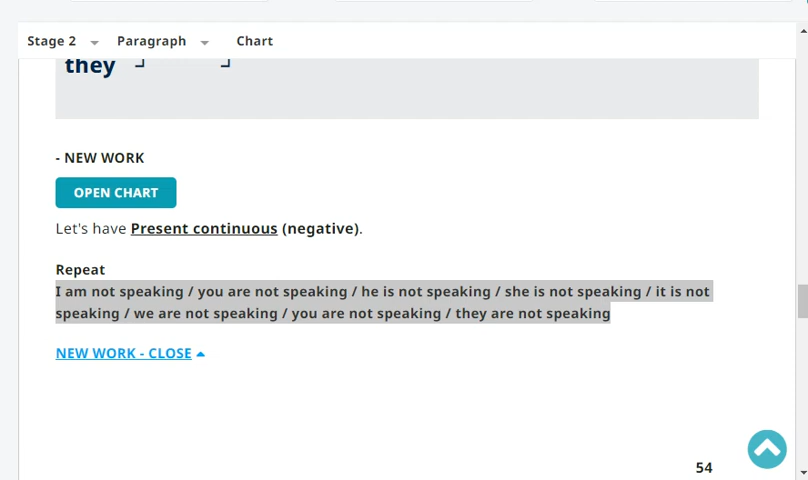 Stage 2 Paragraph Chart
they
- NEW WORK
OPEN CHART
Let's have Present continuous (negative).
Repeat
I am not speaking / you are not speaking / he is not speaking / she is not speaking / it is not
speaking / we are not speaking / you are not speaking / they are not speaking
NEW WORK - CLOSE
54